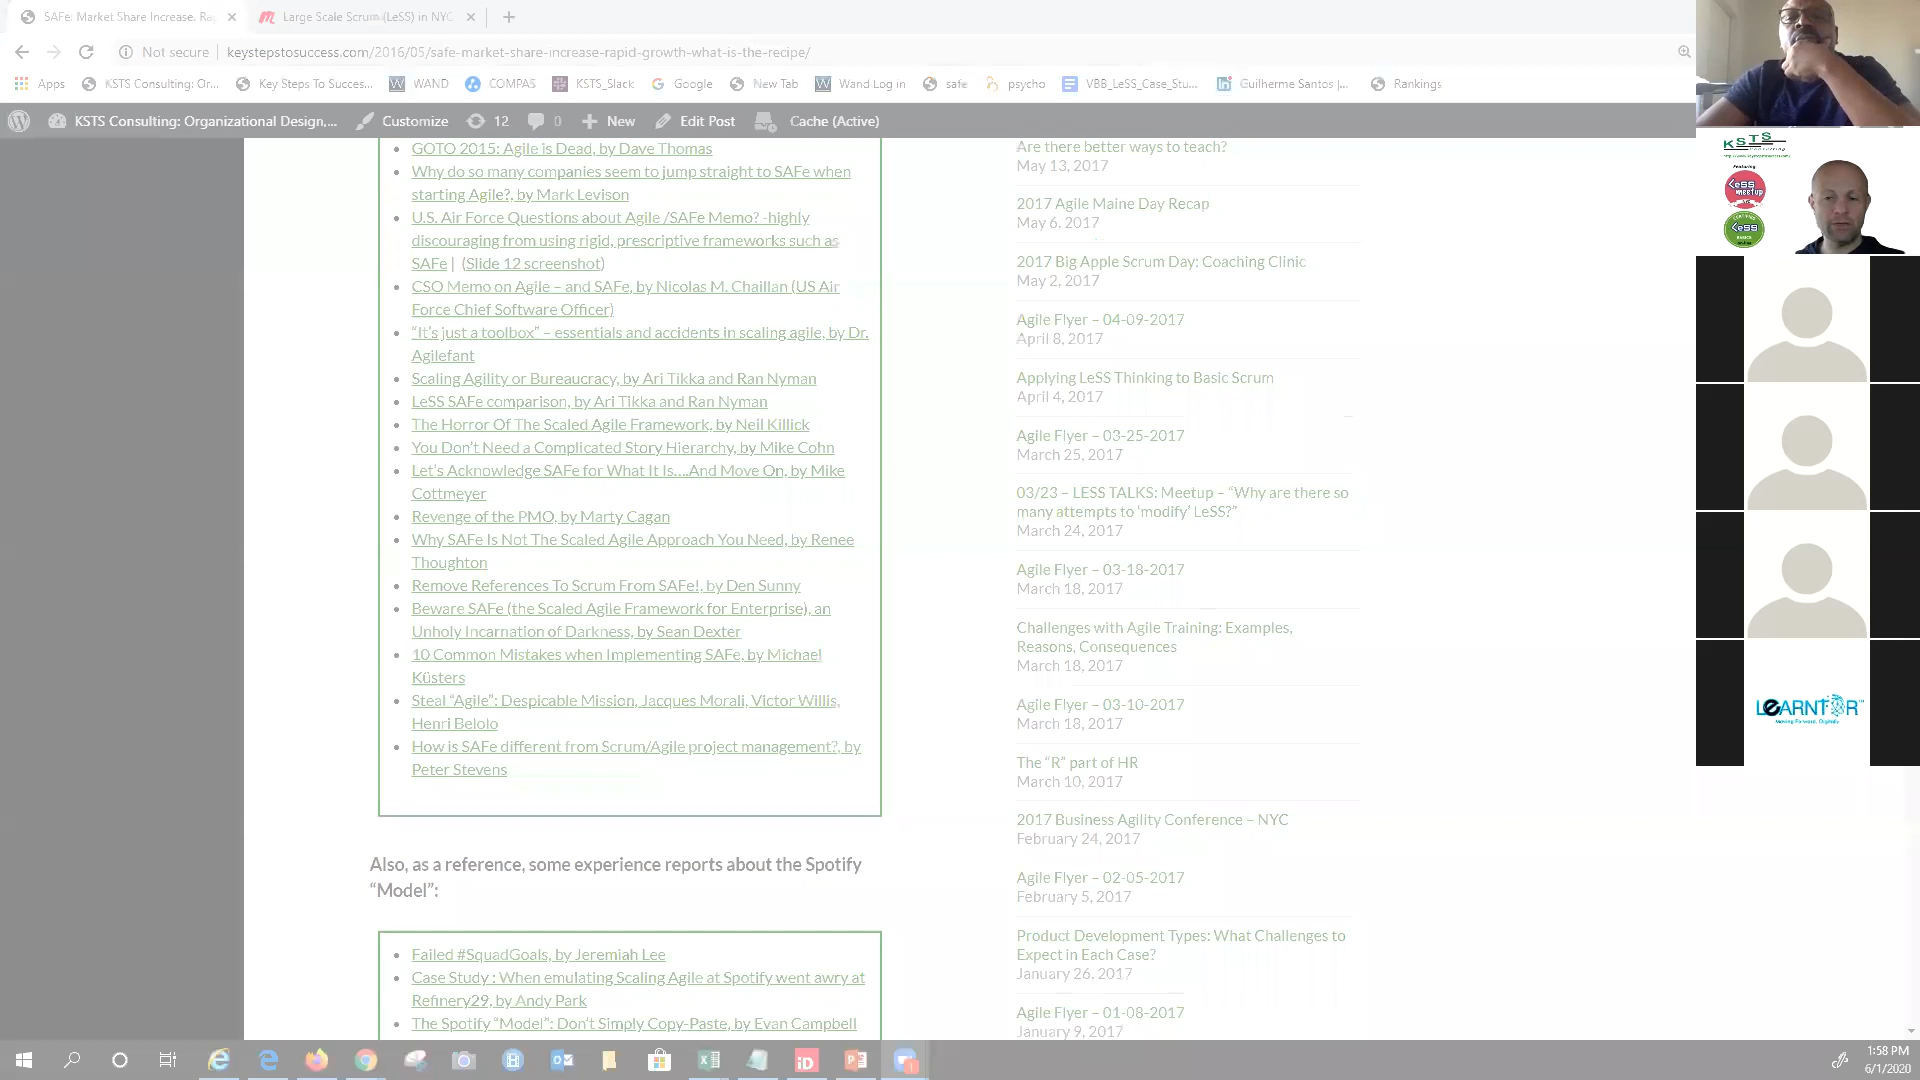 SAFe: Market Share Increase. Ra
Large Scale Scrum (LeSS) in NYC
Not secure
keystepstosuccess.com/2016/05/safe-market-share-increase-rapid-growth-what-is-the-recipe/
Apps
KSTS Consulting: Or...
Key Steps To Succes...
WAND
COMPAS
KSTS_Slack
Google
New Tab
Wand Log in
safe
psycho
VBB_LeSS_Case_Stu...
Guilherme Santos |...
Rankings
KSTS Consulting: Organizational Design,...
Customize
12
0
New
Edit Post
Cache (Active)
GOTO 2015: Agile is Dead, by Dave Thomas
Why do so many companies seem to jump straight to SAFe when
starting Agile?, by Mark Levison
U.S. Air Force Questions about Agile /SAFe Memo? -highly
discouraging from using rigid, prescriptive frameworks such as
SAFe | (Slide 12 screenshot)
CSO Memo on Agile – and SAFe, by Nicolas M. Chaillan (US Air
Force Chief Software Officer)
“It’s just a toolbox” – essentials and accidents in scaling agile, by Dr.
Agilefant
Scaling Agility or Bureaucracy, by Ari Tikka and Ran Nyman
LeSS SAFe comparison, by Ari Tikka and Ran Nyman
The Horror Of The Scaled Agile Framework, by Neil Killick
You Don’t Need a Complicated Story Hierarchy, by Mike Cohn
Let’s Acknowledge SAFe for What It Is….And Move On, by Mike
Cottmeyer
Revenge of the PMO, by Marty Cagan
Why SAFe Is Not The Scaled Agile Approach You Need, by Renee
Thoughton
Remove References To Scrum From SAFe!, by Den Sunny
Beware SAFe (the Scaled Agile Framework for Enterprise), an
Unholy Incarnation of Darkness, by Sean Dexter
10 Common Mistakes when Implementing SAFe, by Michael
Küsters
Steal “Agile”: Despicable Mission, Jacques Morali, Victor Willis,
Henri Belolo
How is SAFe different from Scrum/Agile project management?, by
Peter Stevens
Also, as a reference, some experience reports about the Spotify
“Model”:
Failed #SquadGoals, by Jeremiah Lee
Case Study : When emulating Scaling Agile at Spotify went awry at
Refinery29, by Andy Park
The Spotify “Model”: Don’t Simply Copy-Paste, by Evan Campbell
Are there better ways to teach?
May 13, 2017
2017 Agile Maine Day Recap
May 6, 2017
2017 Big Apple Scrum Day: Coaching Clinic
May 2, 2017
Agile Flyer – 04-09-2017
April 8, 2017
Applying LeSS Thinking to Basic Scrum
April 4, 2017
Agile Flyer – 03-25-2017
March 25, 2017
03/23 – LESS TALKS: Meetup – “Why are there so
many attempts to ‘modify’ LeSS?”
March 24, 2017
Agile Flyer – 03-18-2017
March 18, 2017
Challenges with Agile Training: Examples,
Reasons, Consequences
March 18, 2017
Agile Flyer – 03-10-2017
March 18, 2017
The “R” part of HR
March 10, 2017
2017 Business Agility Conference – NYC
February 24, 2017
Agile Flyer – 02-05-2017
February 5, 2017
Product Development Types: What Challenges to
Expect in Each Case?
January 26, 2017
Agile Flyer – 01-08-2017
January 9, 2017
KSTS
Featuring:
LeSS
meetup
LeSS
LEARNTOR
Moving Forward, Digitally
1:58 PM
6/1/2020